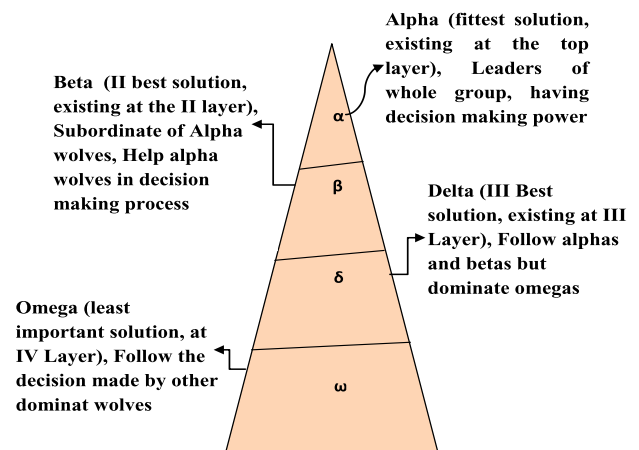 Alpha (fittest solution,
existing at the top
layer), Leaders of
whole group, having
decision making power
Beta (II best solution,
existing at the II layer),
Subordinate of Alpha
wolves, Help alpha
wolves in decision
making process
α
β
Delta (III Best
solution, existing at III
Layer), Follow alphas
and betas but
dominate omegas
δ
Omega (least
important solution, at
IV Layer), Follow the
decision made by other
dominat wolves
ω